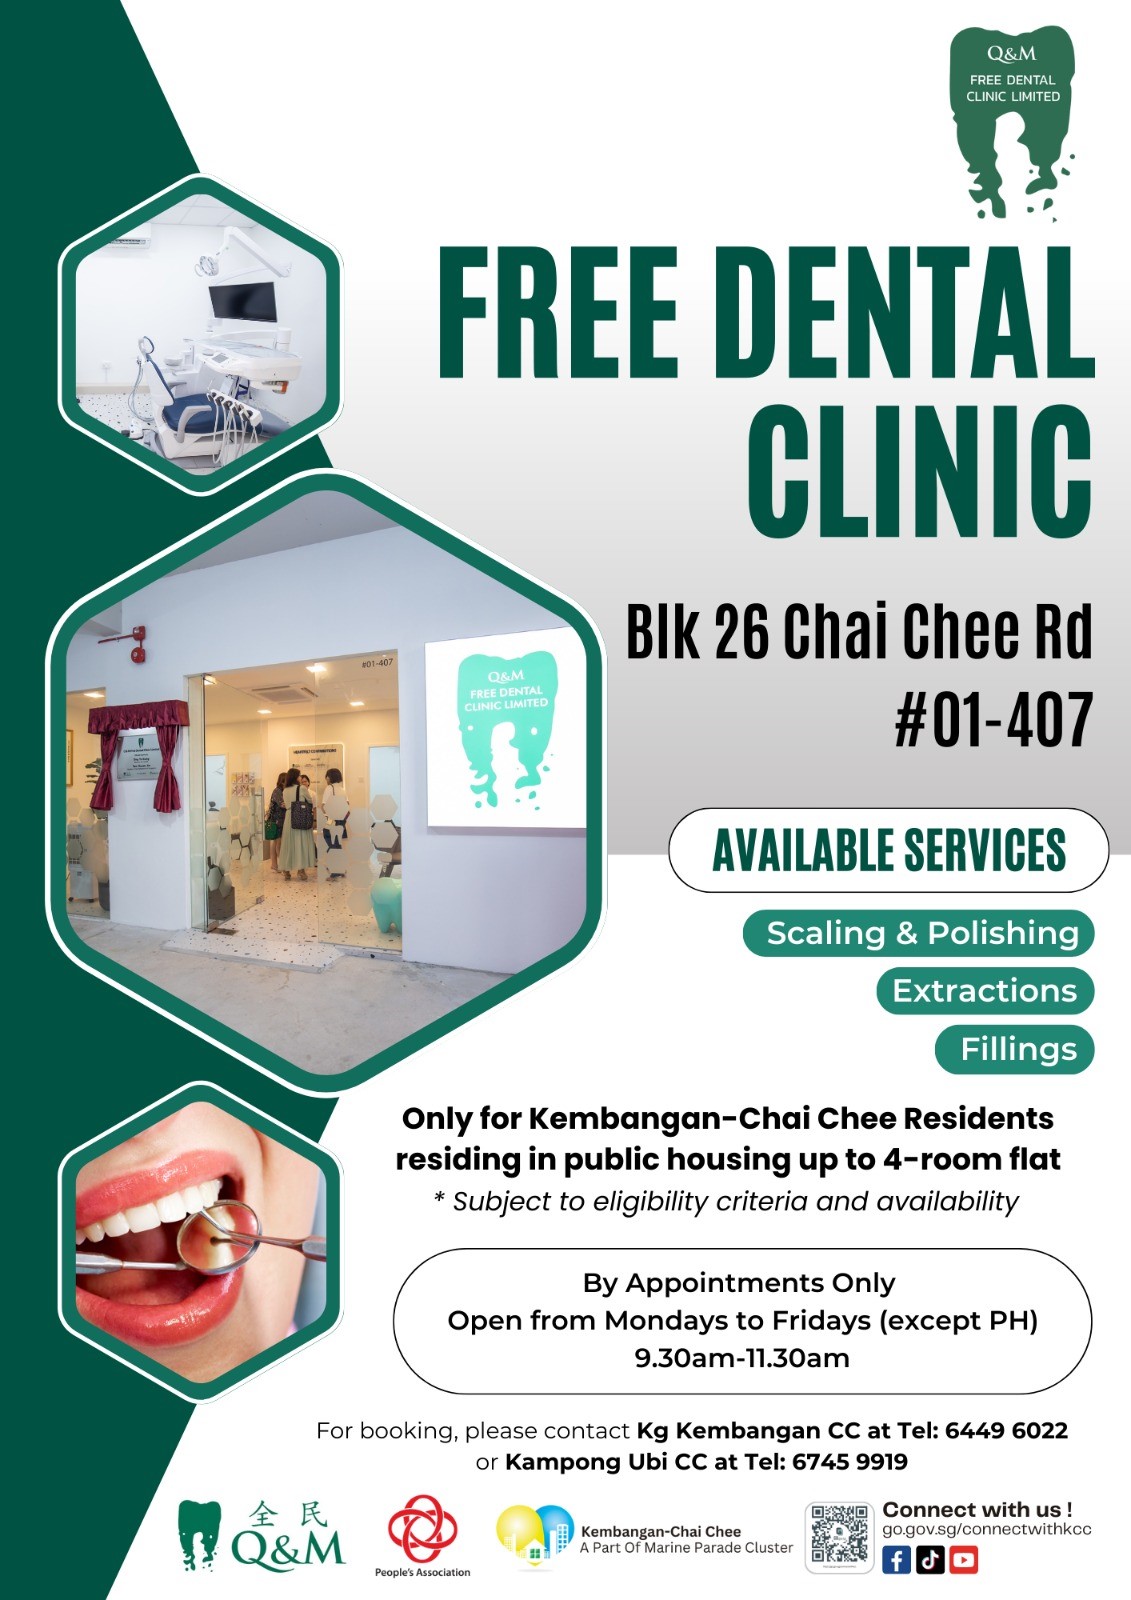 Q&M
FREE DENTAL
CLINIC LIMITED
FREE DENTAL
CLINIC
Blk 26 Chai Chee Rd
#01-407
#01-407
Q&M
FREE DENTAL
CLINIC LIMITED
AVAILABLE SERVICES
Scaling & Polishing
Extractions
Fillings
Only for Kembangan-Chai Chee Residents
residing in public housing up to 4-room flat
* Subject to eligibility criteria and availability
By Appointments Only
Open from Mondays to Fridays (except PH)
9.30am-11.30am
For booking, please contact Kg Kembangan CC at Tel: 6449 6022
or Kampong Ubi CC at Tel: 6745 9919
全民
Q&M
People's Association
Kembangan-Chai Chee
A Part Of Marine Parade Cluster
Connect with us !
go.gov.sg/connectwithkcc